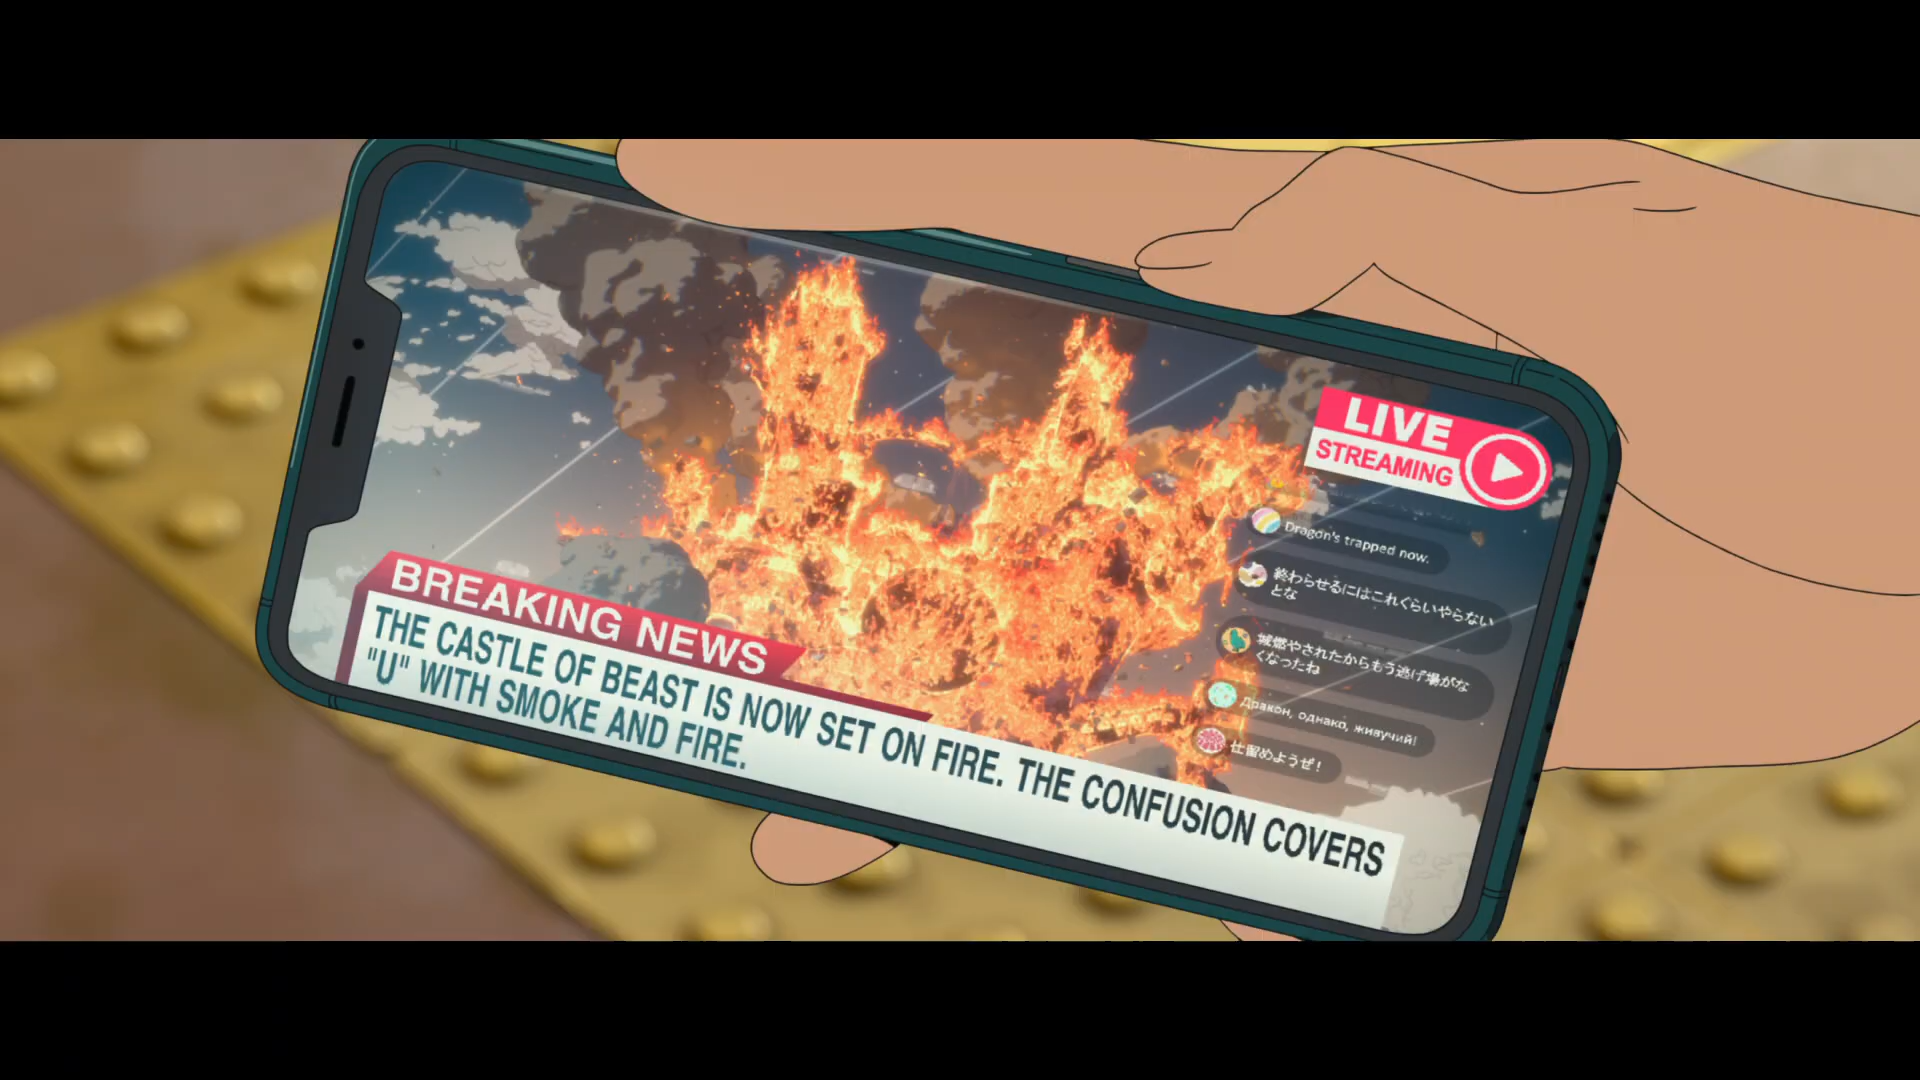 LIVE
STREAMING
Dragon's trapped now.
終わらせるにはこれぐらいやらない
とな
城燃やされたからもう逃げ場がな
くなったね
Дракон, однако, живучий!
仕留めようぜ!
BREAKING NEWS
THE CASTLE OF BEAST IS NOW SET ON FIRE. THE CONFUSION COVERS
"U" WITH SMOKE AND FIRE.